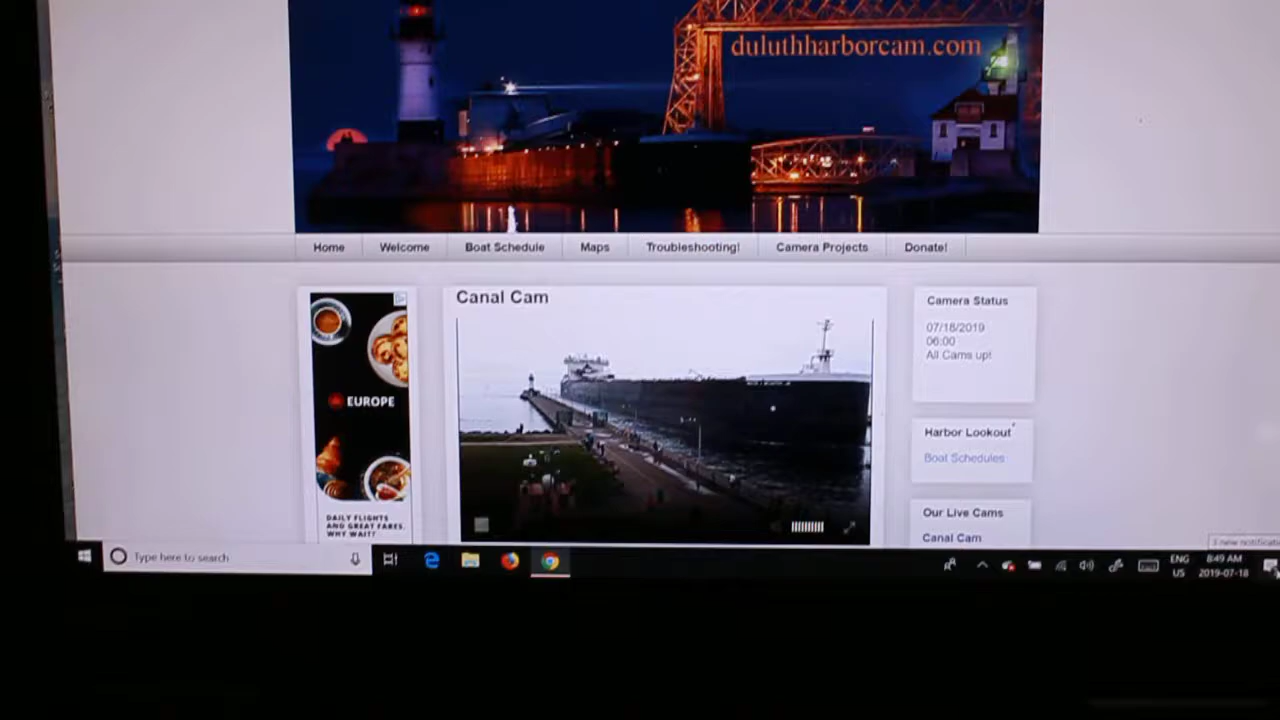 duluthharborcam.com
Home Welcome Boat Schedule Maps Troubleshooting! Camera Projects Donate!
EUROPE
DAILY FLIGHTS
AND GREAT FARES.
WHY WAIT?
Canal Cam
Camera Status
07/18/2019
06:00
All Cams up!
Harbor Lookout
Boat Schedules
Our Live Cams
Canal Cam
Type here to search
ENG
US
8:49 AM
2019-07-18